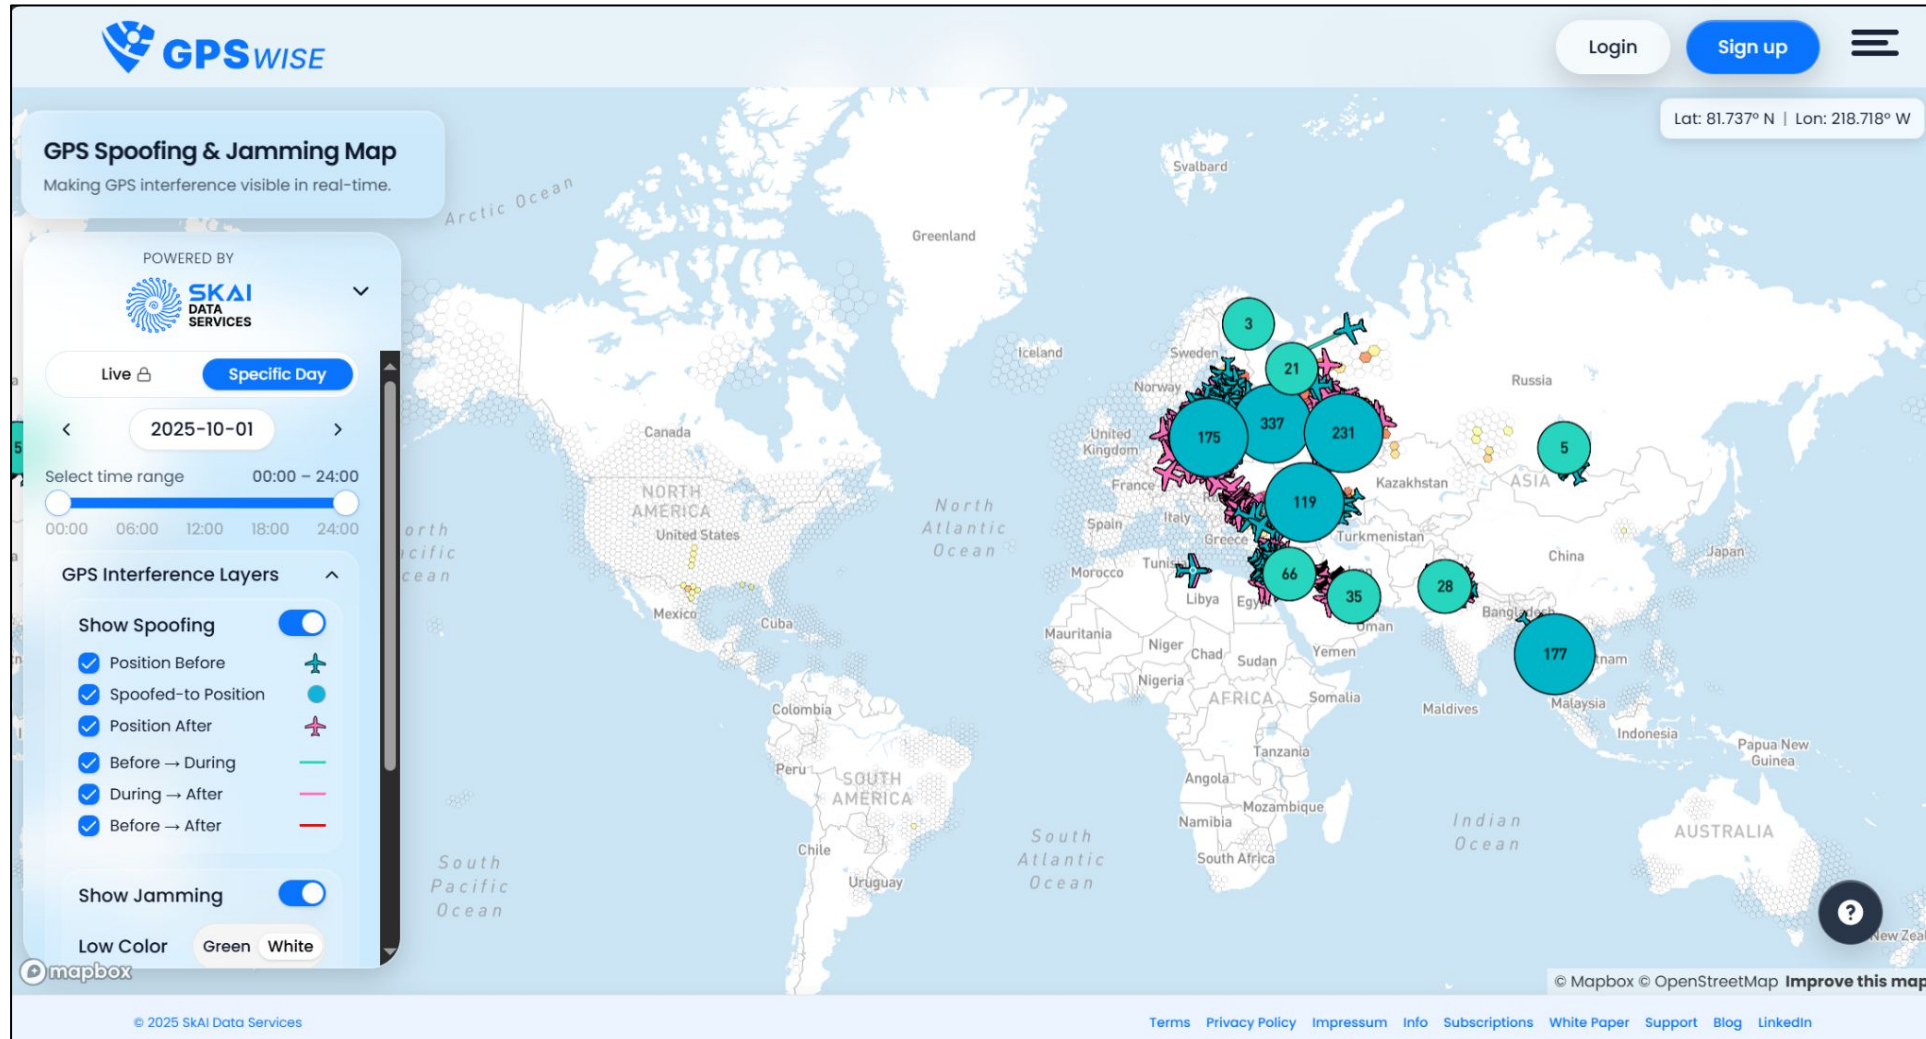 GPSWISE
Login
Sign up
Lat: 81.737° N | Lon: 218.718° W
GPS Spoofing & Jamming Map
Making GPS interference visible in real-time.
POWERED BY
SKAI
DATA
SERVICES
Live
Specific Day
2025-10-01
Select time range 00:00 – 24:00
00:00 06:00 12:00 18:00 24:00
GPS Interference Layers
Show Spoofing
Position Before
Spoofed-to Position
Position After
Before → During
During → After
Before → After
Show Jamming
Low Color Green White
mapbox
5
Arctic Ocean
Svalbard
Greenland
Iceland
Sweden
Norway
Russia
3
21
337
175
231
5
Canada
United
Kingdom
NORTH
AMERICA
United States
France
Kazakhstan
ASIA
119
North
Atlantic
Ocean
Spain
Italy
Greece
Turkmenistan
China
Japan
Morocco
66
35
28
Mexico
Cuba
Libya
Mauritania
Niger
Chad
Sudan
Yemen
Oman
Bangladesh
177
Nigeria
AFRICA
Somalia
Maldives
Malaysia
Indonesia
Papua New
Guinea
Colombia
Tanzania
Peru
SOUTH
AMERICA
Angola
Mozambique
Namibia
Indian
Ocean
AUSTRALIA
Chile
South Africa
Uruguay
South
Pacific
Ocean
South
Atlantic
Ocean
?
© Mapbox © OpenStreetMap Improve this map
© 2025 SkAI Data Services
Terms Privacy Policy Impressum Info Subscriptions White Paper Support Blog LinkedIn